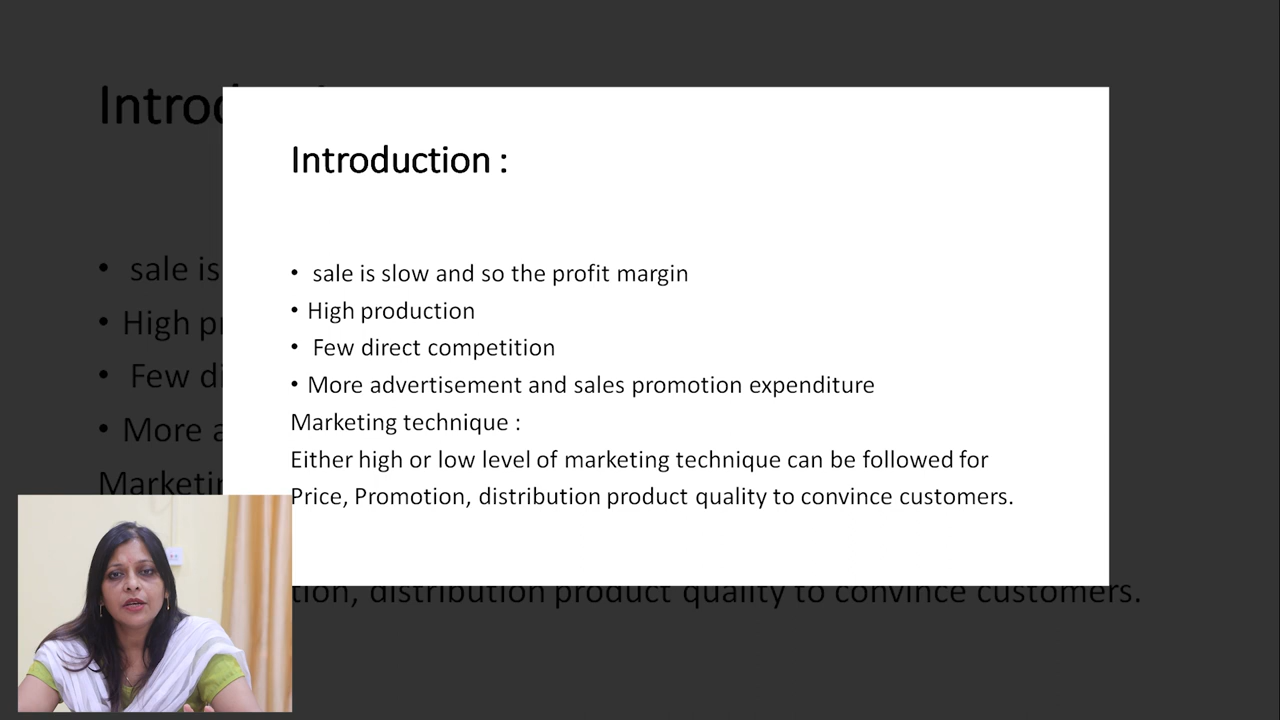 Introduction :
• sale is slow and so the profit margin
• High production
• Few direct competition
• More advertisement and sales promotion expenditure
Marketing technique :
Either high or low level of marketing technique can be followed for
Price, Promotion, distribution product quality to convince customers.